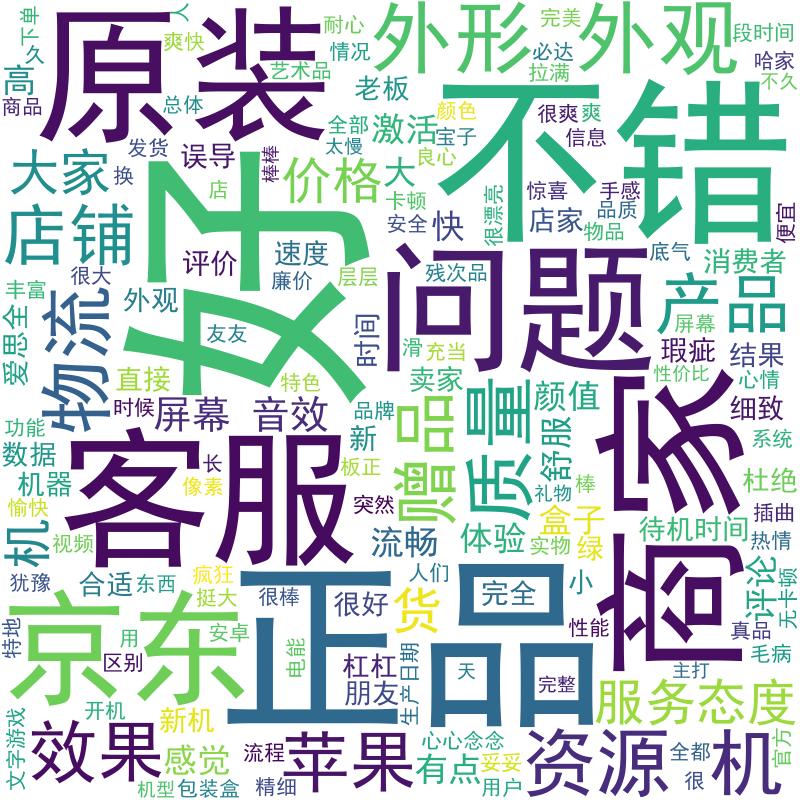 原装
外形
外观
不错
好
问题
商家
客服
正品
京东
质量
产品
店铺
物流
大家
价格
赠品
服务态度
效果
苹果
资源
机
机
屏幕
音效
货
流畅
体验
颜值
舒服
盒子
待机时间
评论
激活
大
老板
误导
评价
速度
外观
时间
快
店家
消费者
瑕疵
结果
细致
杜绝
直接
卖家
新
数据
机器
合适
很好
完全
小
杠杠
朋友
生产日期
新机
感觉
有点
爱思全
高
久
下单
人
爽快
耐心
情况
艺术品
商品
总体
全部
太慢
颜色
宝子
良心
很爽
爽
信息
完美
必达
拉满
段时间
哈家
不久
发货
换
店
棒棒
卡顿
安全
很漂亮
惊喜
手感
品质
物品
便宜
底气
残次品
屏幕
性价比
心情
廉价
层层
友友
特色
滑
充当
很大
丰富
时候
品牌
功能
长
像素
板正
突然
礼物
棒
实物
绿
系统
插曲
热情
无卡顿
愉快
视频
犹豫
东西
疯狂
挺大
很棒
人们
性能
真品
毛病
主打
特地
用
安卓
区别
电能
天
完整
开机
文字游戏
流程
心心念念
妥妥
用户
全都
很
官方
机型
包装盒
精细